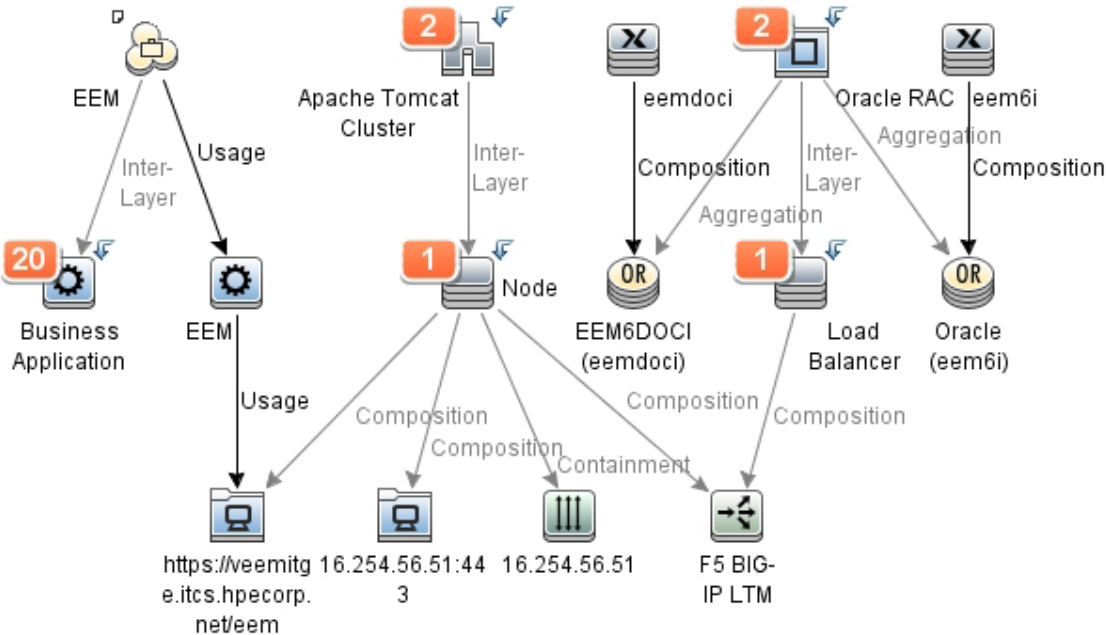 2
2
EEM
Apache Tomcat
Cluster
eemdoci
Oracle RAC
eem6i
Inter-
Layer
Usage
Inter-
Layer
Composition
Aggregation
Inter-
Layer
Aggregation
Composition
20
1
1
OR
OR
Node
Business
Application
EEM
EEM6DOCI
(eemdoci)
Load
Balancer
Oracle
(eem6i)
Usage
Composition
Composition
Containment
Composition
Composition
https://veemitg
e.itcs.hpecorp.
net/eem
16.254.56.51:44
3
16.254.56.51
F5 BIG-
IP LTM